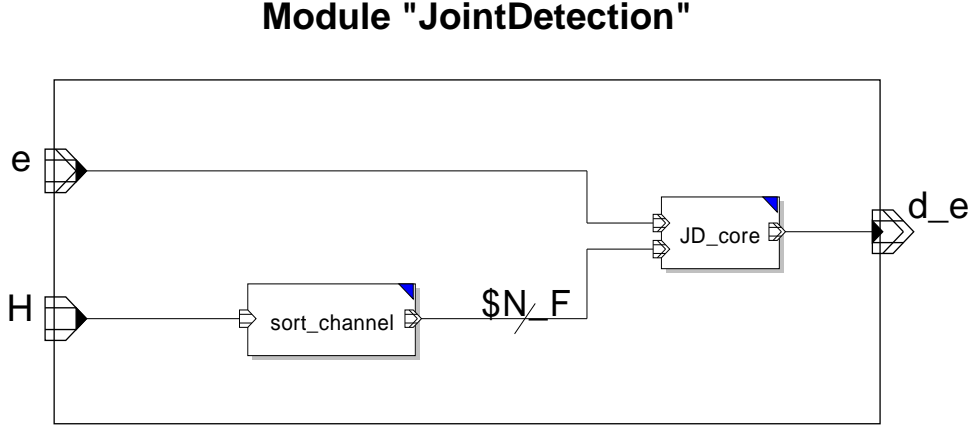 Module "JointDetection"
e
d_e
JD_core
H
$N_F
sort_channel